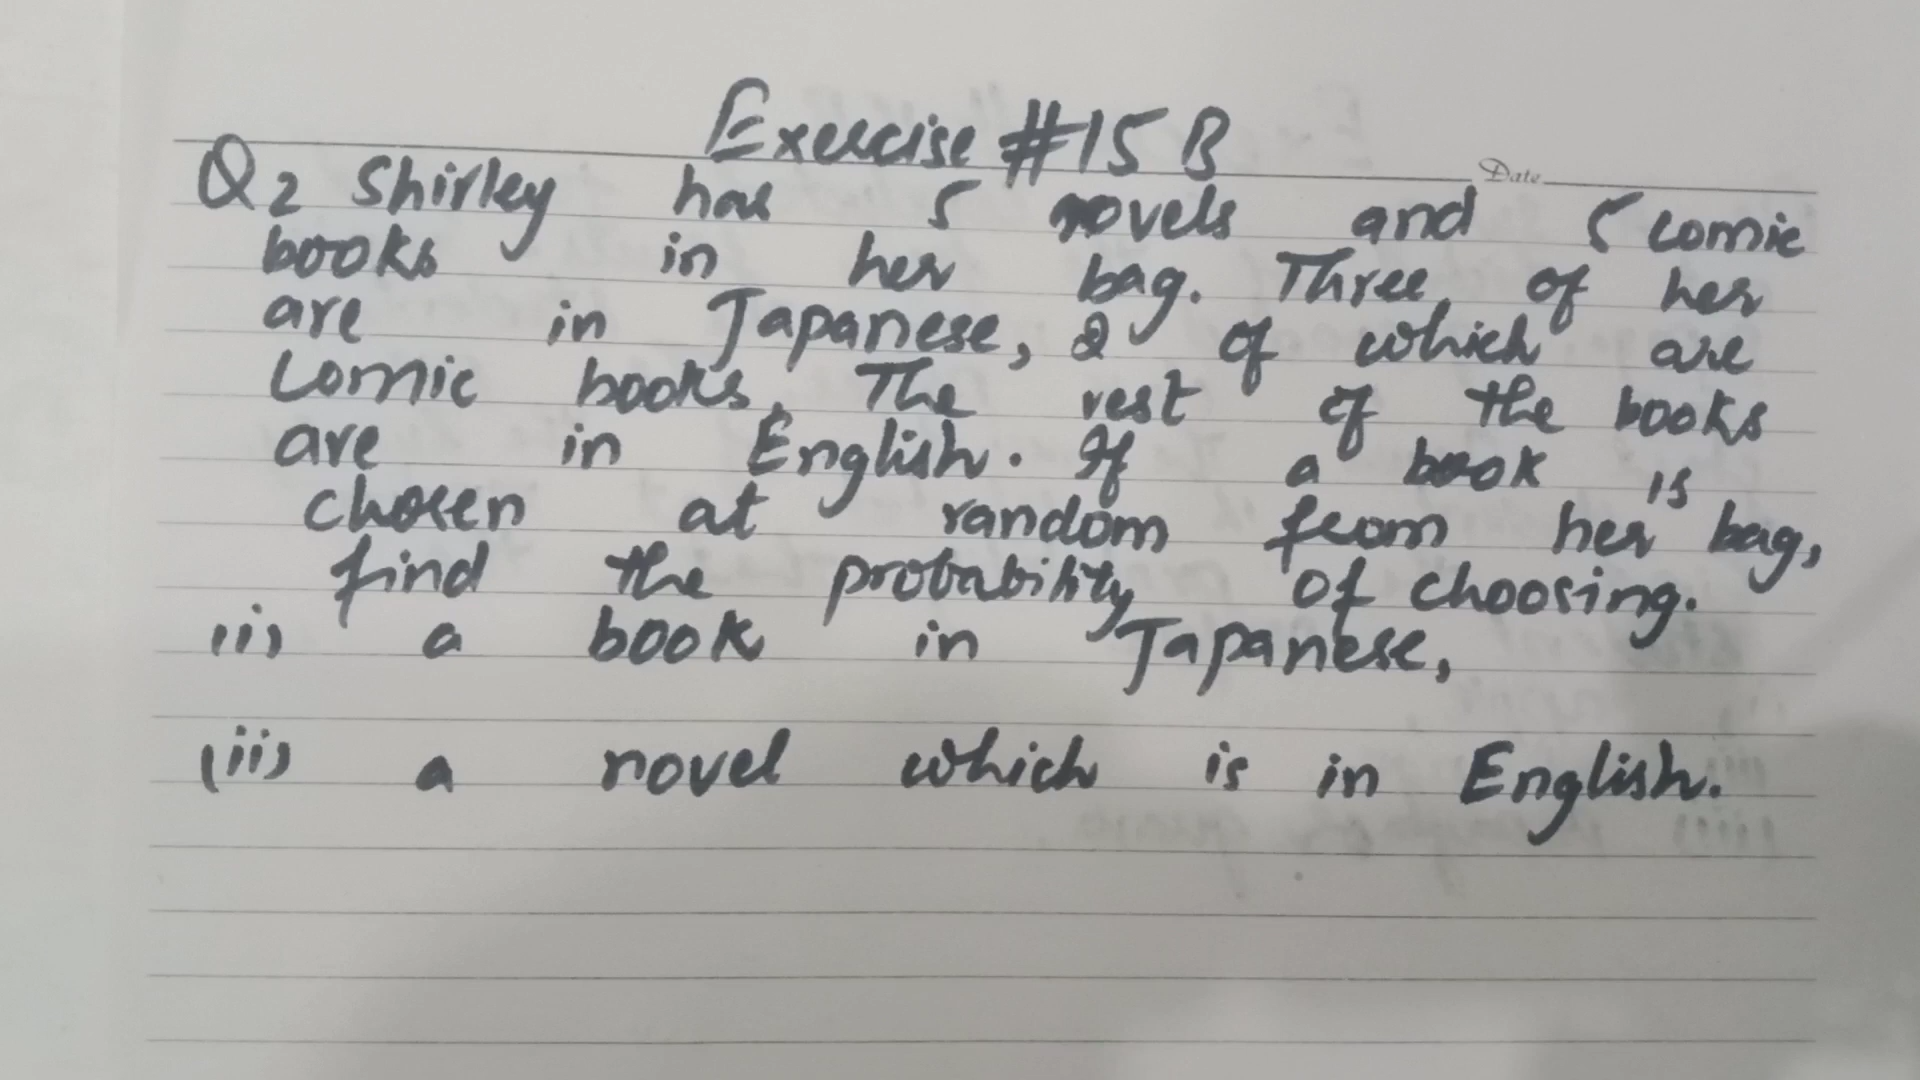 Exercise #15 B
Date
Q2 Shirley has 5 novels and 5 comic
books in her bag. Three of her
are in Japanese, 2 of which are
comic books. The rest of the books
are in English. If a book is
chosen at random from her bag,
find the probability of choosing.
(i) a book in Japanese,
(ii) a novel which is in English.